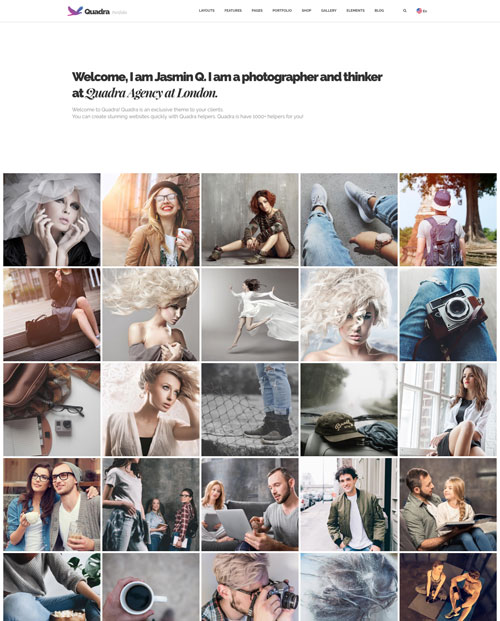 Quadra
LAYOUTS FEATURES PAGES PORTFOLIO SHOP GALLERY ELEMENTS BLOG
Welcome, I am Jasmin Q. I am a photographer and thinker
at Quadra Agency at London.
Welcome to Quadra! Quadra is an exclusive theme to your clients.
You can create stunning websites quickly with Quadra helpers. Quadra is have 1000+ helpers for you!